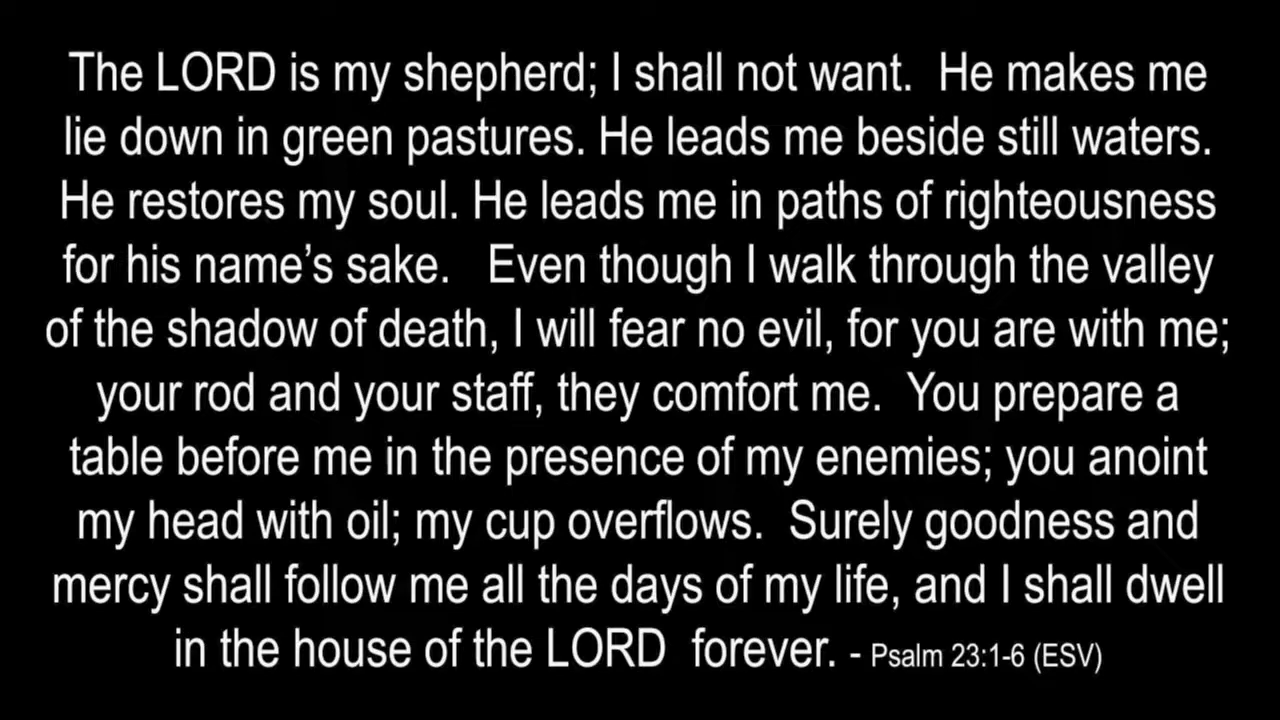 The LORD is my shepherd; I shall not want.  He makes me
lie down in green pastures. He leads me beside still waters.
He restores my soul. He leads me in paths of righteousness
for his name’s sake.   Even though I walk through the valley
of the shadow of death, I will fear no evil, for you are with me;
your rod and your staff, they comfort me.  You prepare a
table before me in the presence of my enemies; you anoint
my head with oil; my cup overflows.  Surely goodness and
mercy shall follow me all the days of my life, and I shall dwell
in the house of the LORD  forever. - Psalm 23:1-6 (ESV)